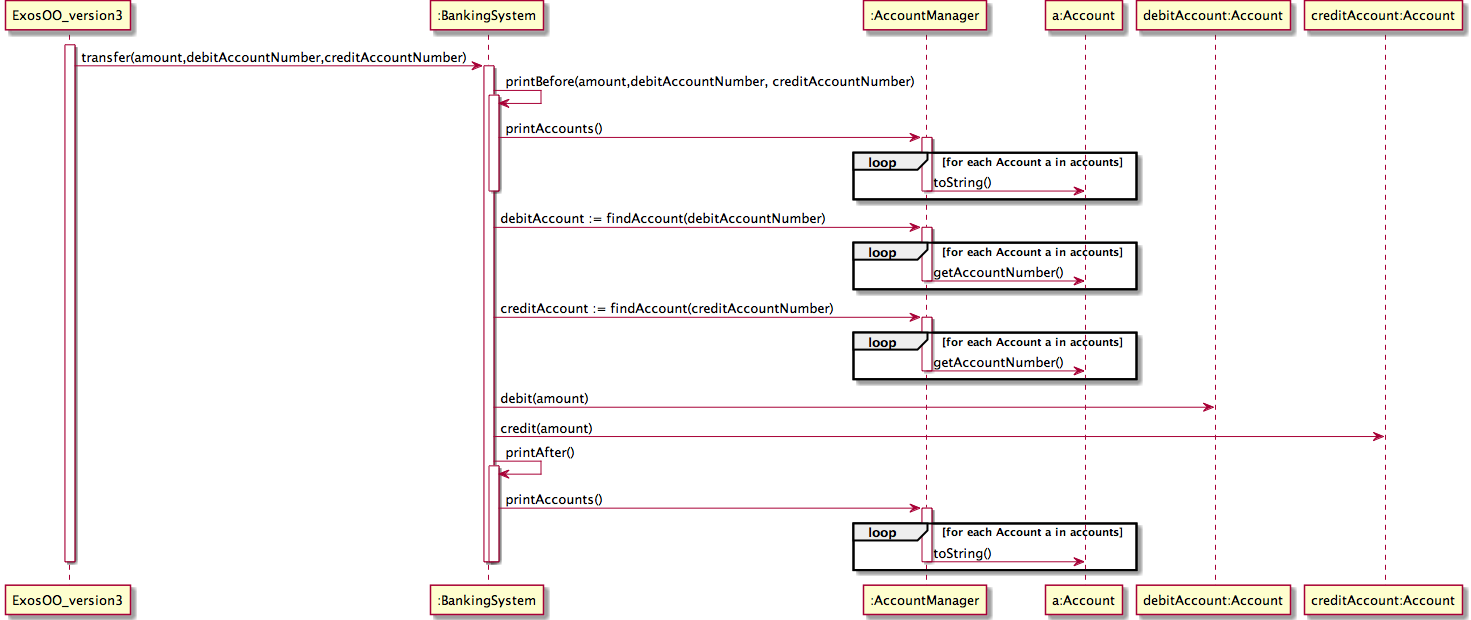 ExosOO_version3 :BankingSystem :AccountManager a:Account debitAccount:Account creditAccount:Account
transfer(amount,debitAccountNumber,creditAccountNumber)
printBefore(amount,debitAccountNumber, creditAccountNumber)
printAccounts()
loop [for each Account a in accounts]
toString()
debitAccount := findAccount(debitAccountNumber)
loop [for each Account a in accounts]
getAccountNumber()
creditAccount := findAccount(creditAccountNumber)
loop [for each Account a in accounts]
getAccountNumber()
debit(amount)
credit(amount)
printAfter()
printAccounts()
loop [for each Account a in accounts]
toString()
ExosOO_version3 :BankingSystem :AccountManager a:Account debitAccount:Account creditAccount:Account